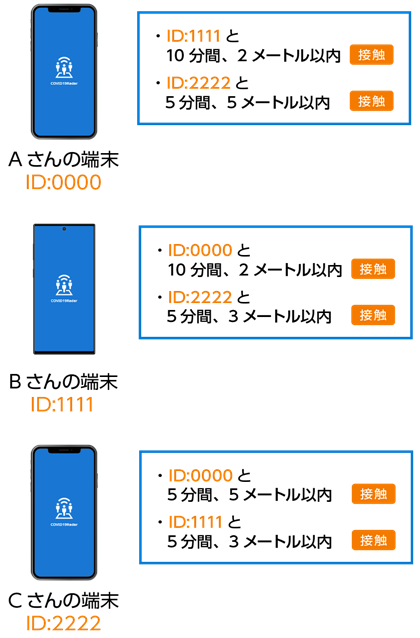 ・ID:1111 と
10 分間、2 メートル以内 接触
・ID:2222 と
5 分間、5 メートル以内 接触
COVID19Radar
A さんの端末
ID:0000
・ID:0000 と
10 分間、2 メートル以内 接触
・ID:2222 と
5 分間、3 メートル以内 接触
COVID19Radar
B さんの端末
ID:1111
・ID:0000 と
5 分間、5 メートル以内 接触
・ID:1111 と
5 分間、3 メートル以内 接触
COVID19Radar
C さんの端末
ID:2222